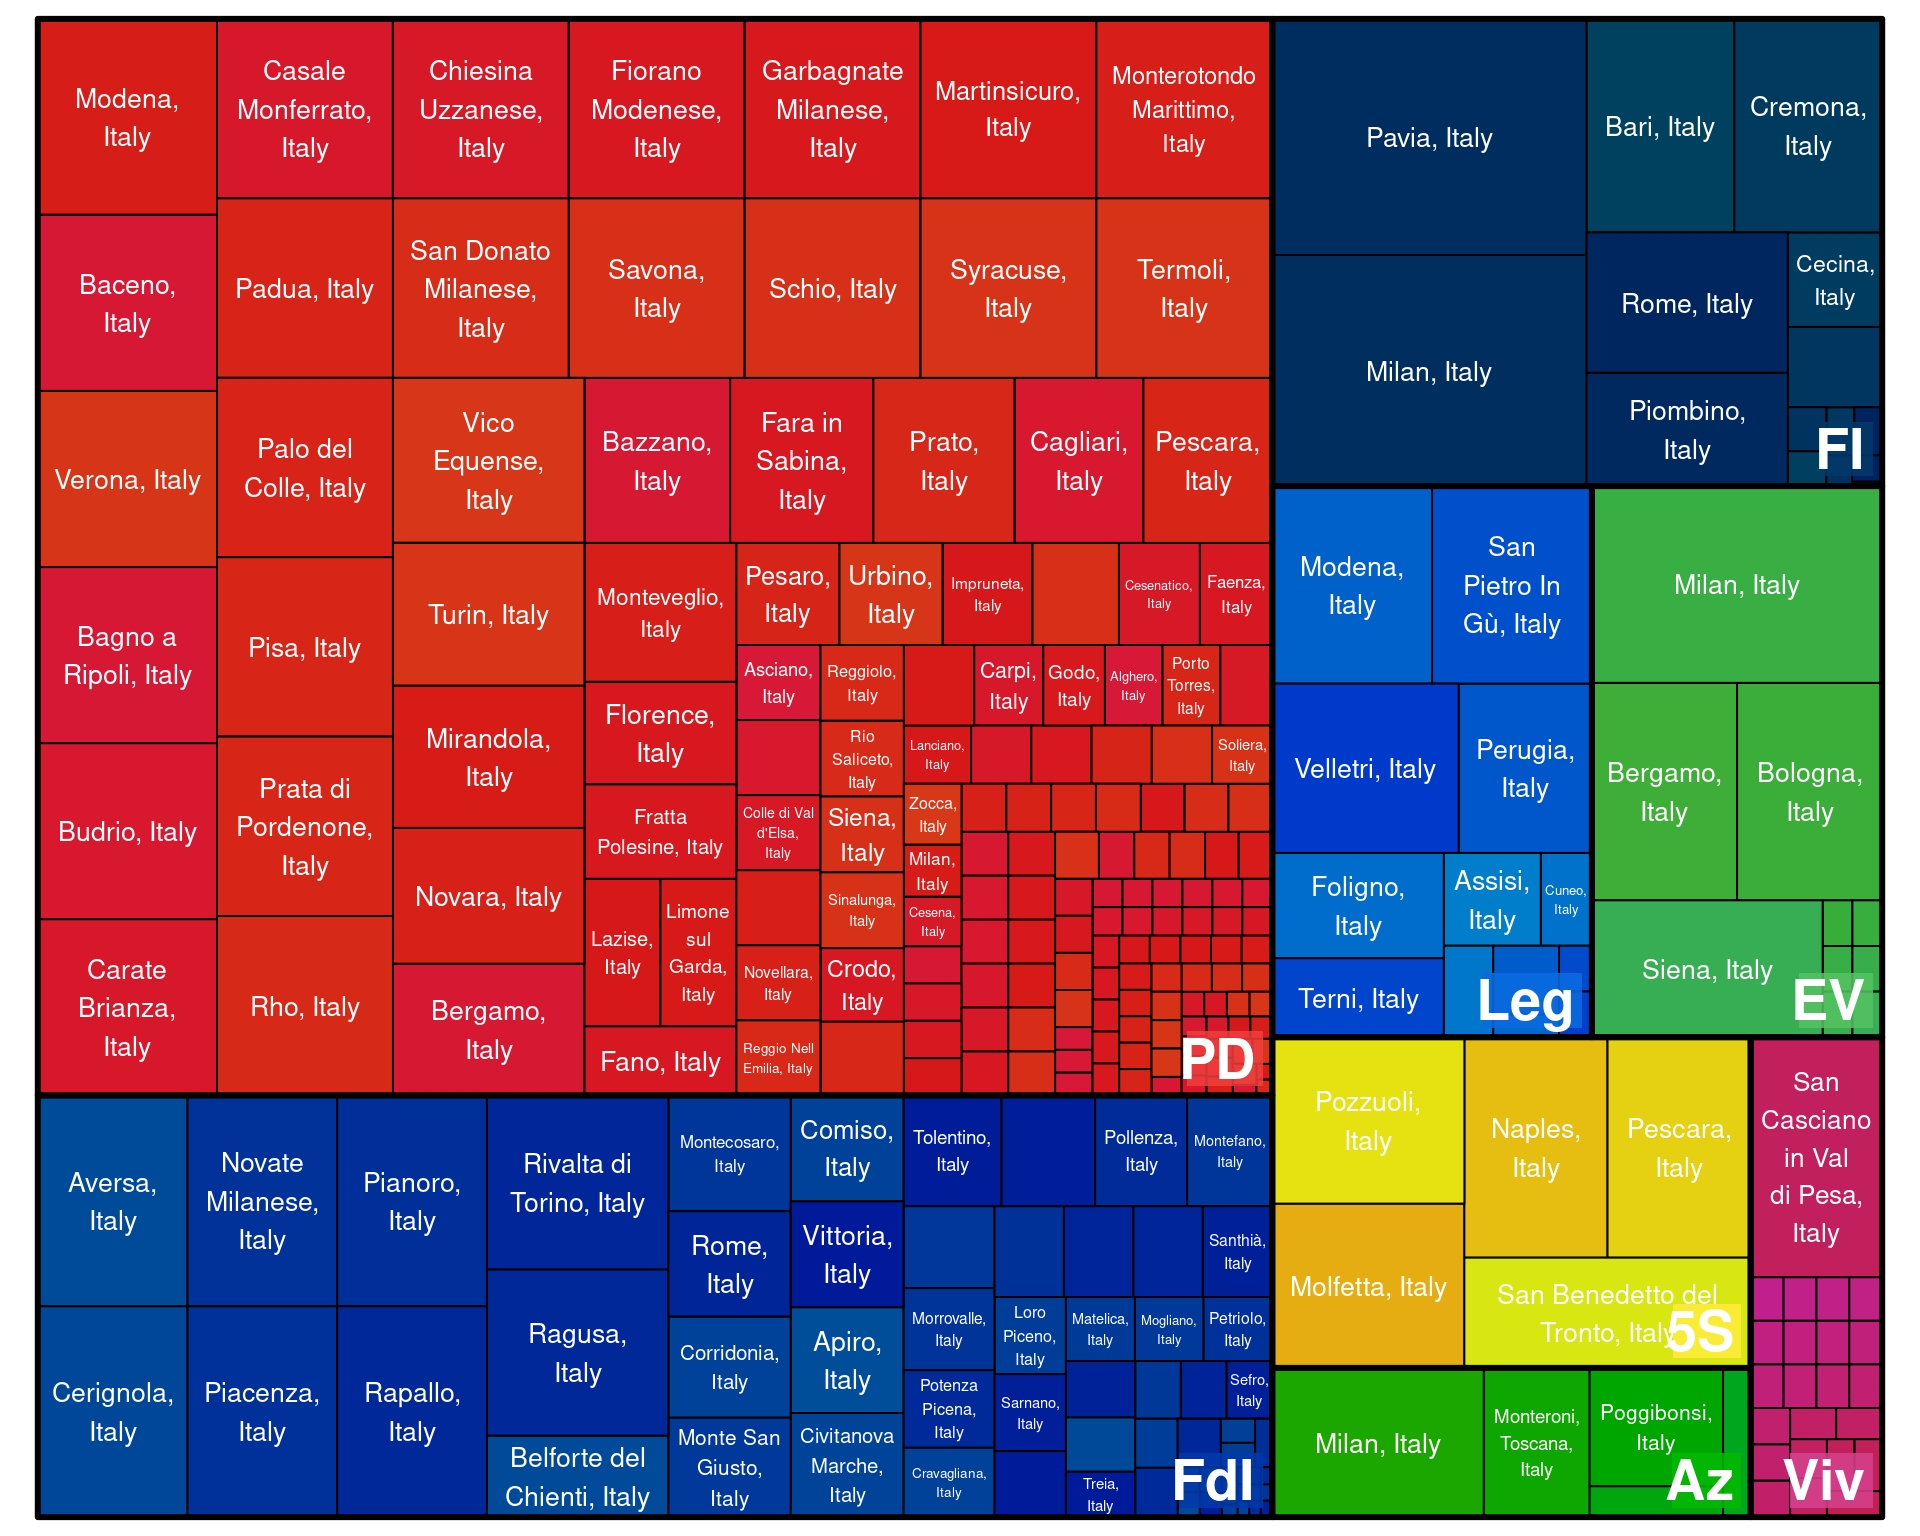 Modena,
Italy
Casale
Monferrato,
Italy
Chiesina
Uzzanese,
Italy
Fiorano
Modenese,
Italy
Garbagnate
Milanese,
Italy
Martinsicuro,
Italy
Monterotondo
Marittimo,
Italy
Baceno,
Italy
Padua, Italy
San Donato
Milanese,
Italy
Savona,
Italy
Schio, Italy
Syracuse,
Italy
Termoli,
Italy
Verona, Italy
Palo del
Colle, Italy
Vico
Equense,
Italy
Bazzano,
Italy
Fara in
Sabina,
Italy
Prato,
Italy
Cagliari,
Italy
Pescara,
Italy
Bagno a
Ripoli, Italy
Pisa, Italy
Turin, Italy
Monteveglio,
Italy
Pesaro,
Italy
Urbino,
Italy
Impruneta,
Italy
Cesenatico,
Italy
Faenza,
Italy
Asciano,
Italy
Reggiolo,
Italy
Carpi,
Italy
Godo,
Italy
Alghero,
Italy
Porto
Torres,
Italy
Mirandola,
Italy
Florence,
Italy
Rio
Saliceto,
Italy
Lanciano,
Italy
Soliera,
Italy
Budrio, Italy
Prata di
Pordenone,
Italy
Novara, Italy
Fratta
Polesine, Italy
Colle di Val
d'Elsa,
Italy
Siena,
Italy
Zocca,
Italy
Milan,
Italy
Lazise,
Italy
Limone
sul
Garda,
Italy
Sinalunga,
Italy
Cesena,
Italy
Carate
Brianza,
Italy
Rho, Italy
Bergamo,
Italy
Fano, Italy
Novellara,
Italy
Crodo,
Italy
Reggio Nell
Emilia, Italy
PD
Pavia, Italy
Bari, Italy
Cremona,
Italy
Milan, Italy
Rome, Italy
Cecina,
Italy
Piombino,
Italy
FI
Modena,
Italy
San
Pietro In
Gù, Italy
Velletri, Italy
Perugia,
Italy
Foligno,
Italy
Assisi,
Italy
Cuneo,
Italy
Terni, Italy
Leg
Milan, Italy
Bergamo,
Italy
Bologna,
Italy
Siena, Italy
EV
Aversa,
Italy
Novate
Milanese,
Italy
Pianoro,
Italy
Rivalta di
Torino, Italy
Montecosaro,
Italy
Comiso,
Italy
Tolentino,
Italy
Pollenza,
Italy
Montefano,
Italy
Rome,
Italy
Vittoria,
Italy
Santhià,
Italy
Cerignola,
Italy
Piacenza,
Italy
Rapallo,
Italy
Ragusa,
Italy
Corridonia,
Italy
Apiro,
Italy
Morrovalle,
Italy
Loro
Piceno,
Italy
Matelica,
Italy
Mogliano,
Italy
Petriolo,
Italy
Belforte del
Chienti, Italy
Monte San
Giusto,
Italy
Civitanova
Marche,
Italy
Potenza
Picena,
Italy
Sarnano,
Italy
Sefro,
Italy
Cravagliana,
Italy
Treia,
Italy
FdI
Pozzuoli,
Italy
Naples,
Italy
Pescara,
Italy
Molfetta, Italy
San Benedetto del
Tronto, Italy
5S
Milan, Italy
Monteroni,
Toscana,
Italy
Poggibonsi,
Italy
Az
San
Casciano
in Val
di Pesa,
Italy
Viv